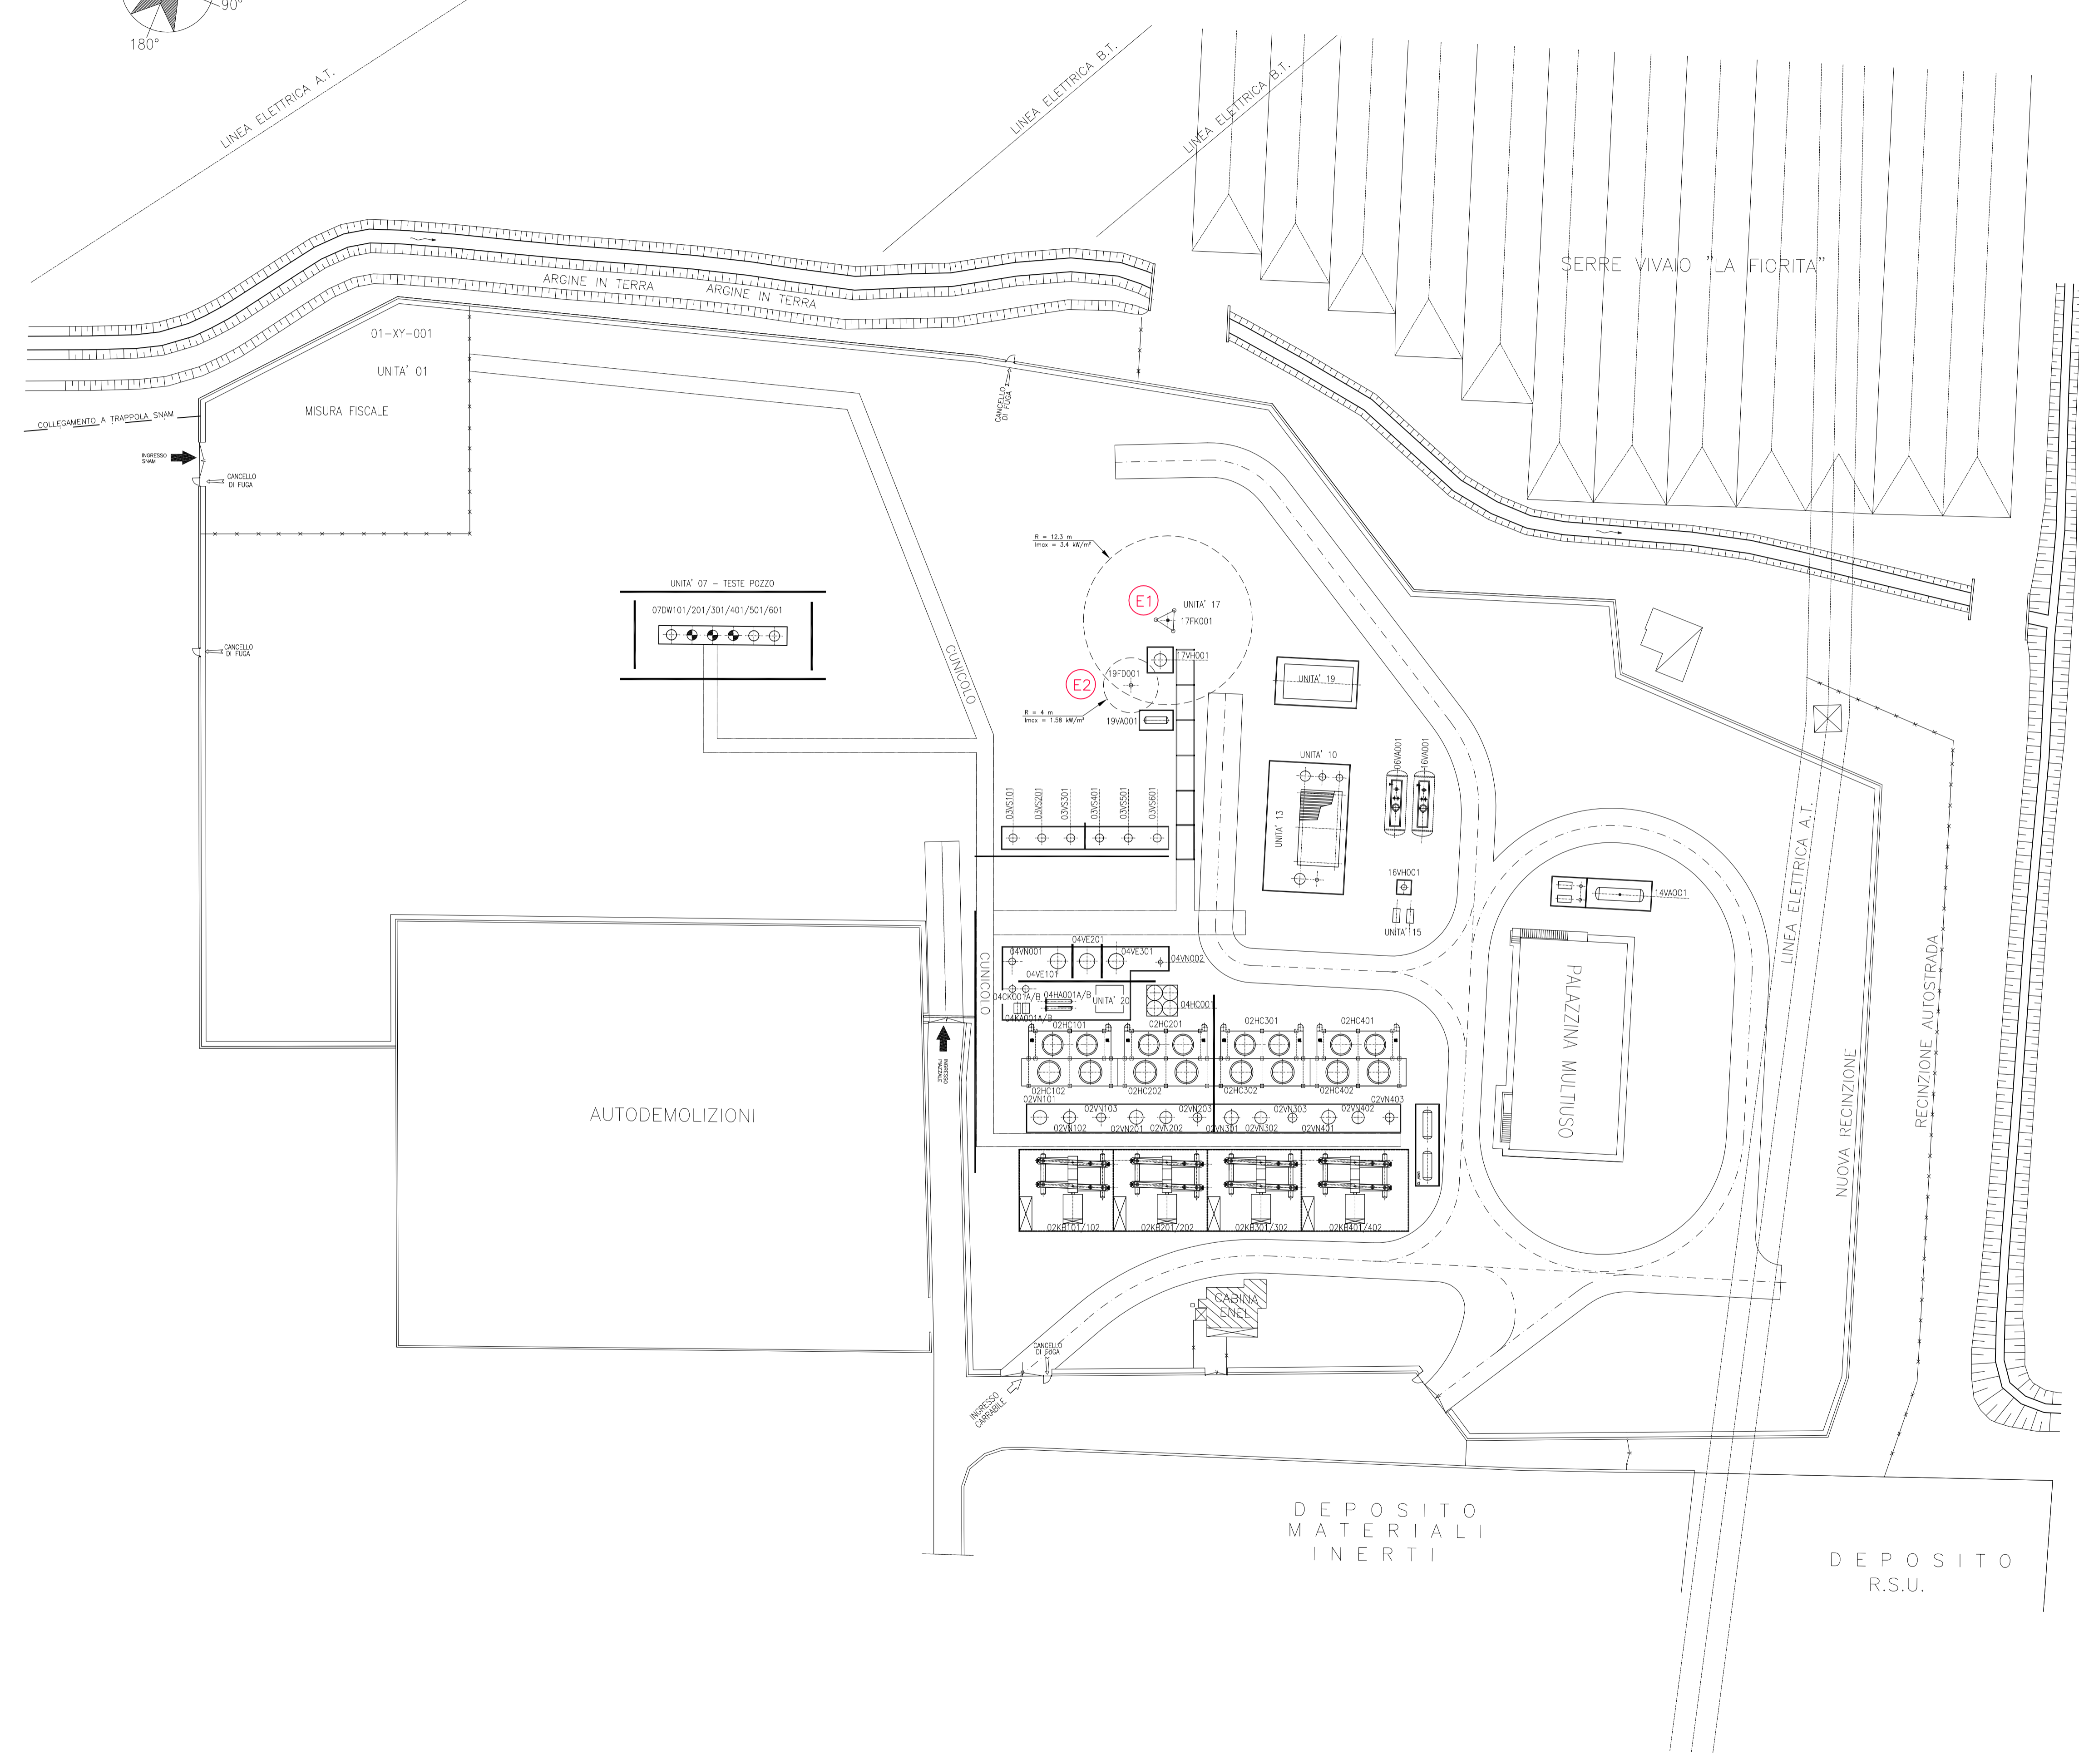 90°
180°
LINEA ELETTRICA A.T.
LINEA ELETTRICA B.T.
LINEA ELETTRICA B.T.
SERRE VIVAIO "LA FIORITA"
ARGINE IN TERRA
ARGINE IN TERRA
01-XY-001
UNITA' 01
MISURA FISCALE
COLLEGAMENTO A TRAPPOLA SNAM
INGRESSO
SNAM
CANCELLO
DI FUGA
CANCELLO
DI FUGA
CANCELLO
DI FUGA
R = 12.3 m
Imax = 3.4 kW/m²
E1
UNITA' 17
17FK001
UNITA' 07 - TESTE POZZO
07DW101/201/301/401/501/601
CUNICOLO
17VH001
19FD001
E2
R = 4 m
Imax = 1.58 kW/m²
19VA001
UNITA' 19
UNITA' 10
UNITA' 13
06VA001
16VA001
03VS101
03VS201
03VS301
03VS401
03VS501
03VS601
16VH001
UNITA' 15
14VA001
LINEA ELETTRICA A.T.
04VN001
04VE201
04VE301
04VN002
04VE101
04CK001A/B
04HA001A/B
UNITA' 20
04HC001
04KA001A/B
CUNICOLO
02HC101
02HC201
02HC301
02HC401
02HC102
02HC202
02HC302
02HC402
02VN101
02VN103
02VN203
02VN303
02VN402
02VN403
02VN102
02VN201
02VN202
02VN301
02VN302
02VN401
02KB101/102
02KB201/202
02KB301/302
02KB401/402
PALAZZINA MULTIUSO
NUOVA RECINZIONE
RECINZIONE AUTOSTRADA
INGRESSO
PIAZZALE
AUTODEMOLIZIONI
CABINA
ENEL
CANCELLO
DI FUGA
INGRESSO
CARRABILE
DEPOSITO
MATERIALI
INERTI
DEPOSITO
R.S.U.